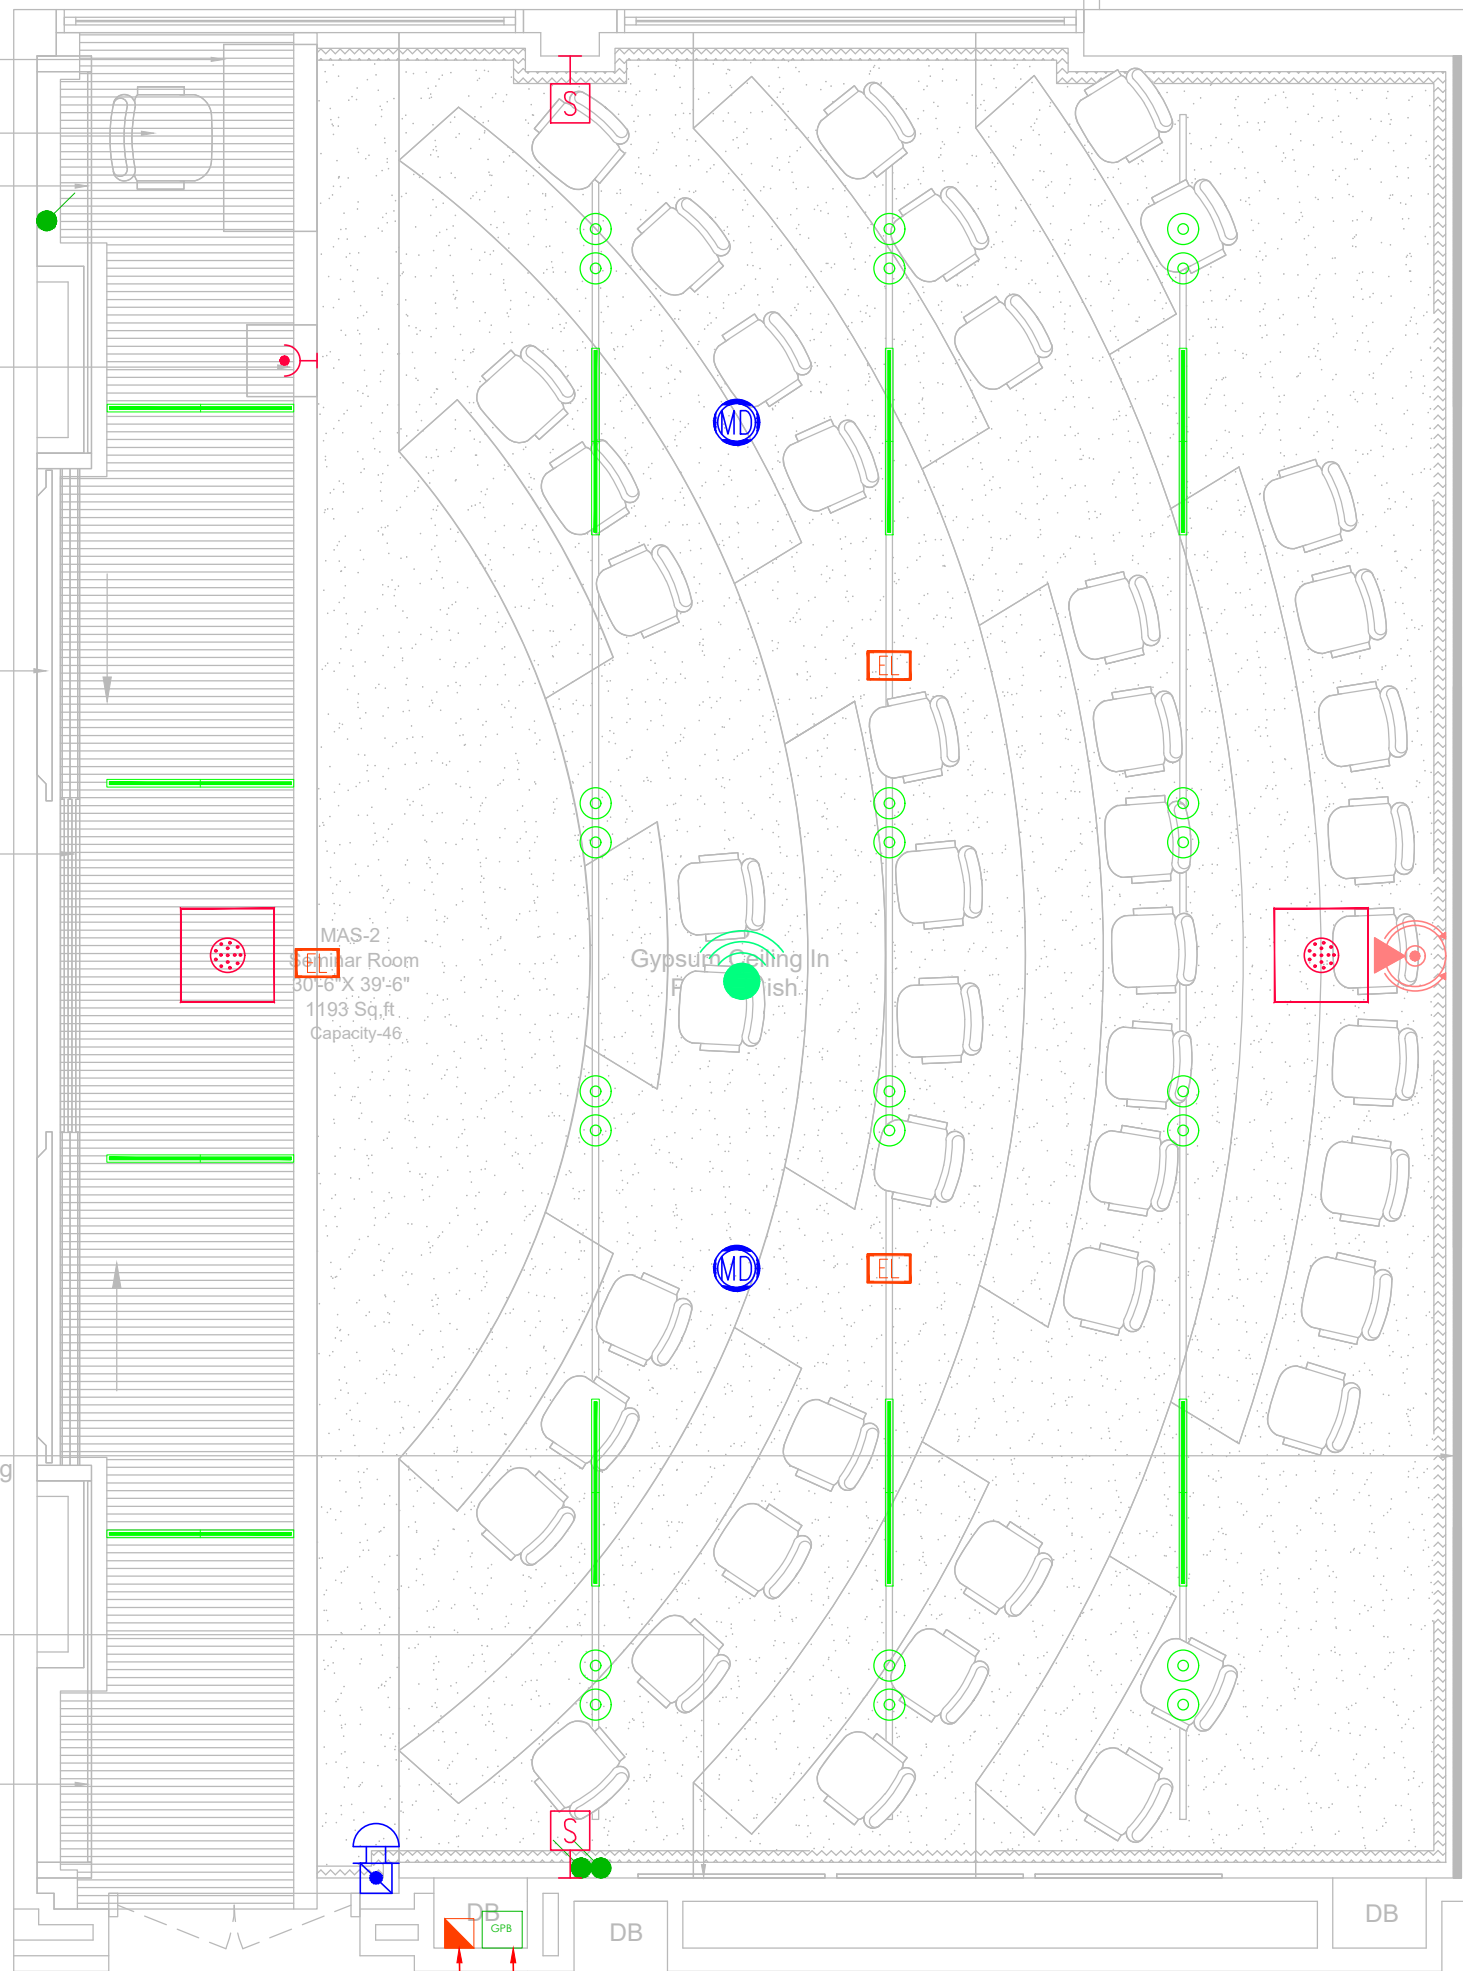 S
MD
EL
MAS-2
Seminar Room
30'-6"X 39'-6"
1193 Sq.ft
Capacity-46
EL
Gypsum Ceiling In
MD
EL
g
S
DB
GPB
DB
DB